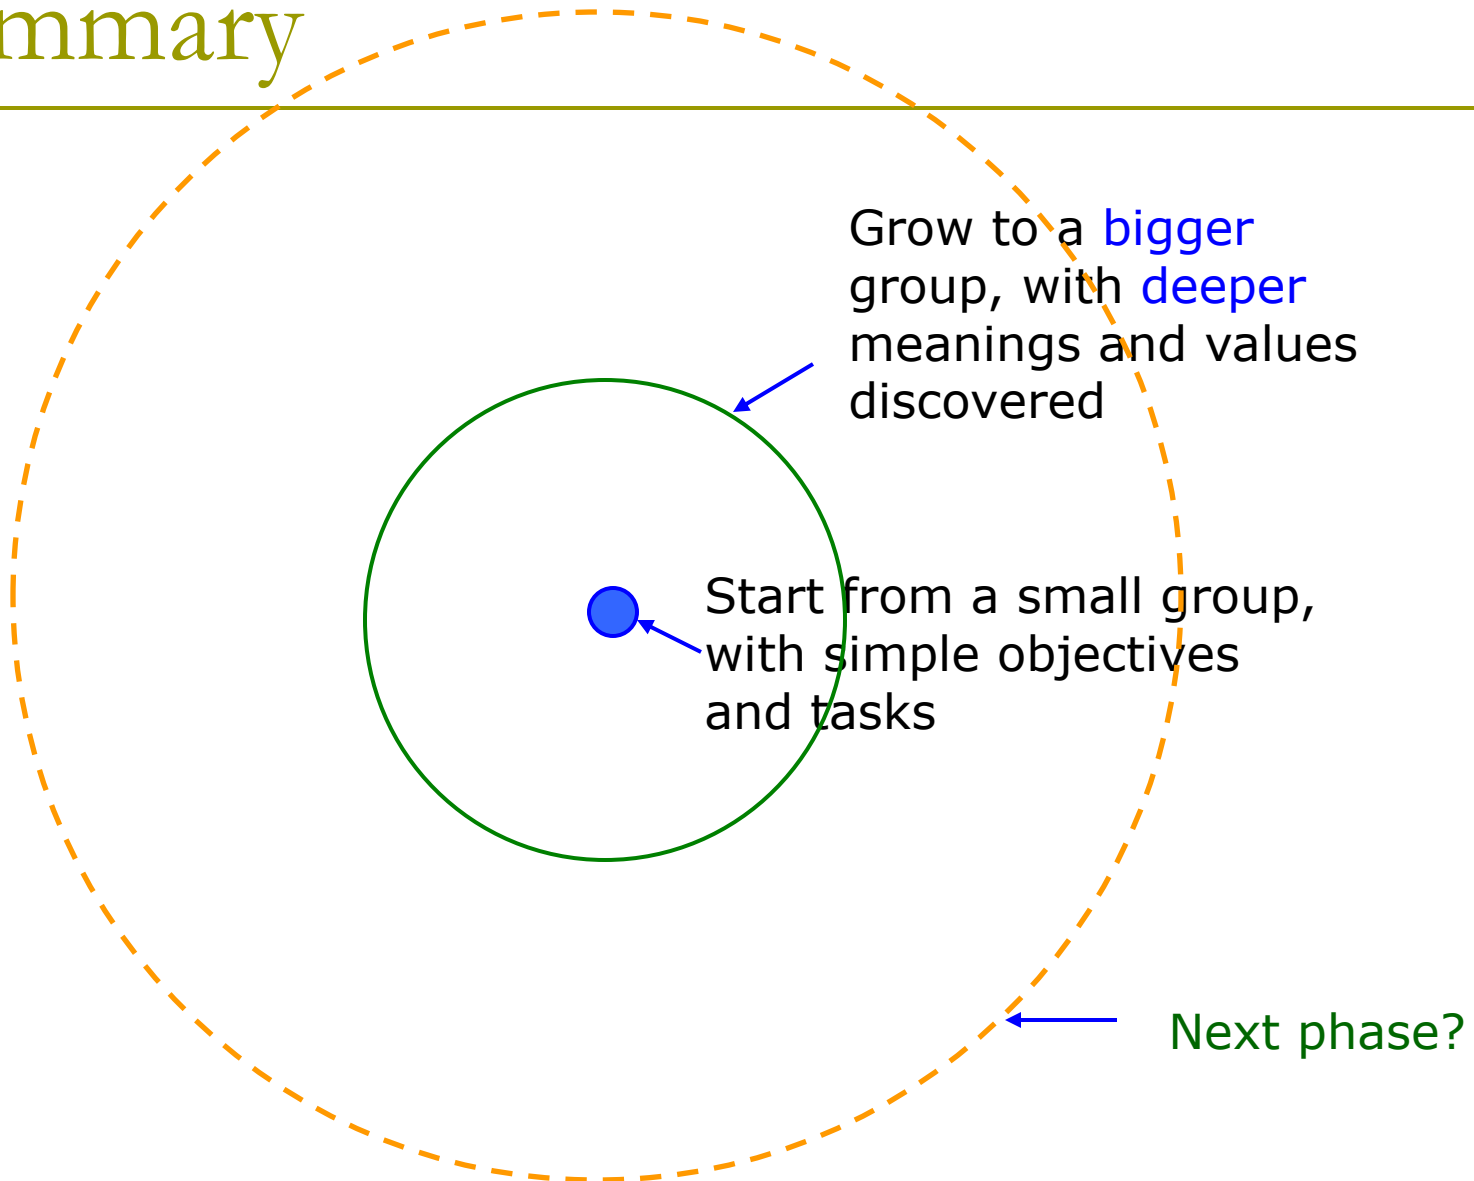 mmary
Grow to a bigger
group, with deeper
meanings and values
discovered
Start from a small group,
with simple objectives
and tasks
Next phase?